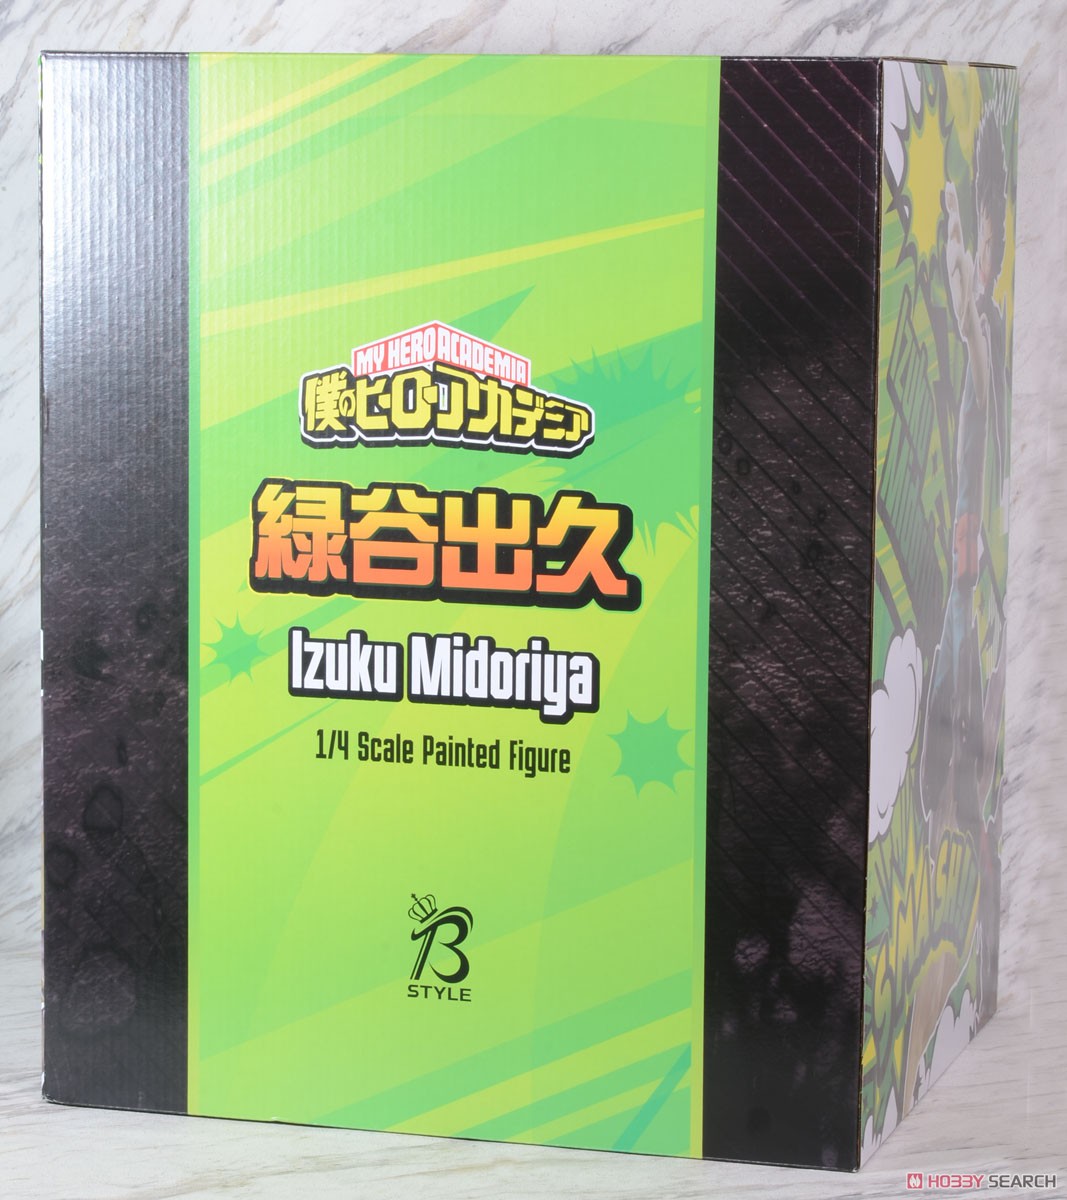 MY HERO ACADEMIA
僕のヒーローアカデミア
緑谷出久
Izuku Midoriya
1/4 Scale Painted Figure
B
STYLE
SMASH!
HOBBY SEARCH